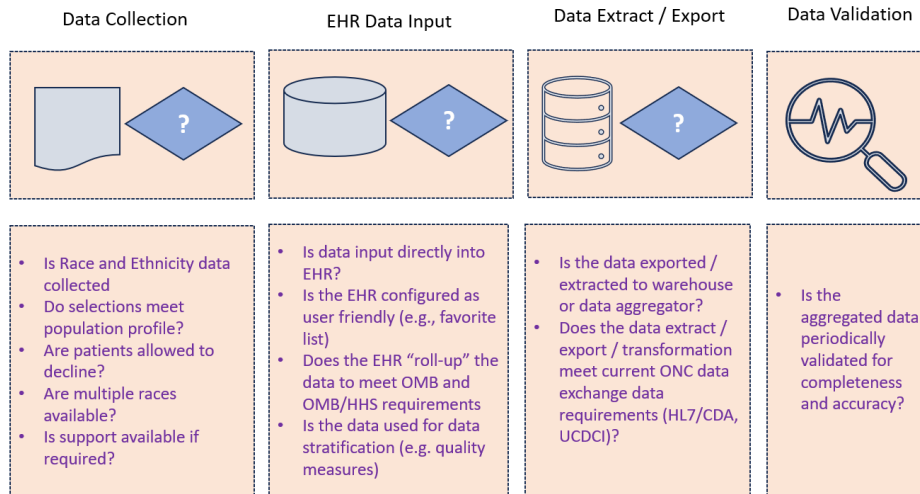 Data Collection
EHR Data Input
Data Extract / Export
Data Validation
?
?
?
• Is Race and Ethnicity data
collected
• Do selections meet
population profile?
• Are patients allowed to
decline?
• Are multiple races
available?
• Is support available if
required?
• Is data input directly into
EHR?
• Is the EHR configured as
user friendly (e.g., favorite
list)
• Does the EHR “roll-up” the
data to meet OMB and
OMB/HHS requirements
• Is the data used for data
stratification (e.g. quality
measures)
• Is the data exported /
extracted to warehouse
or data aggregator?
• Does the data extract /
export / transformation
meet current ONC data
exchange data
requirements (HL7/CDA,
UCDCI)?
• Is the
aggregated data
periodically
validated for
completeness
and accuracy?